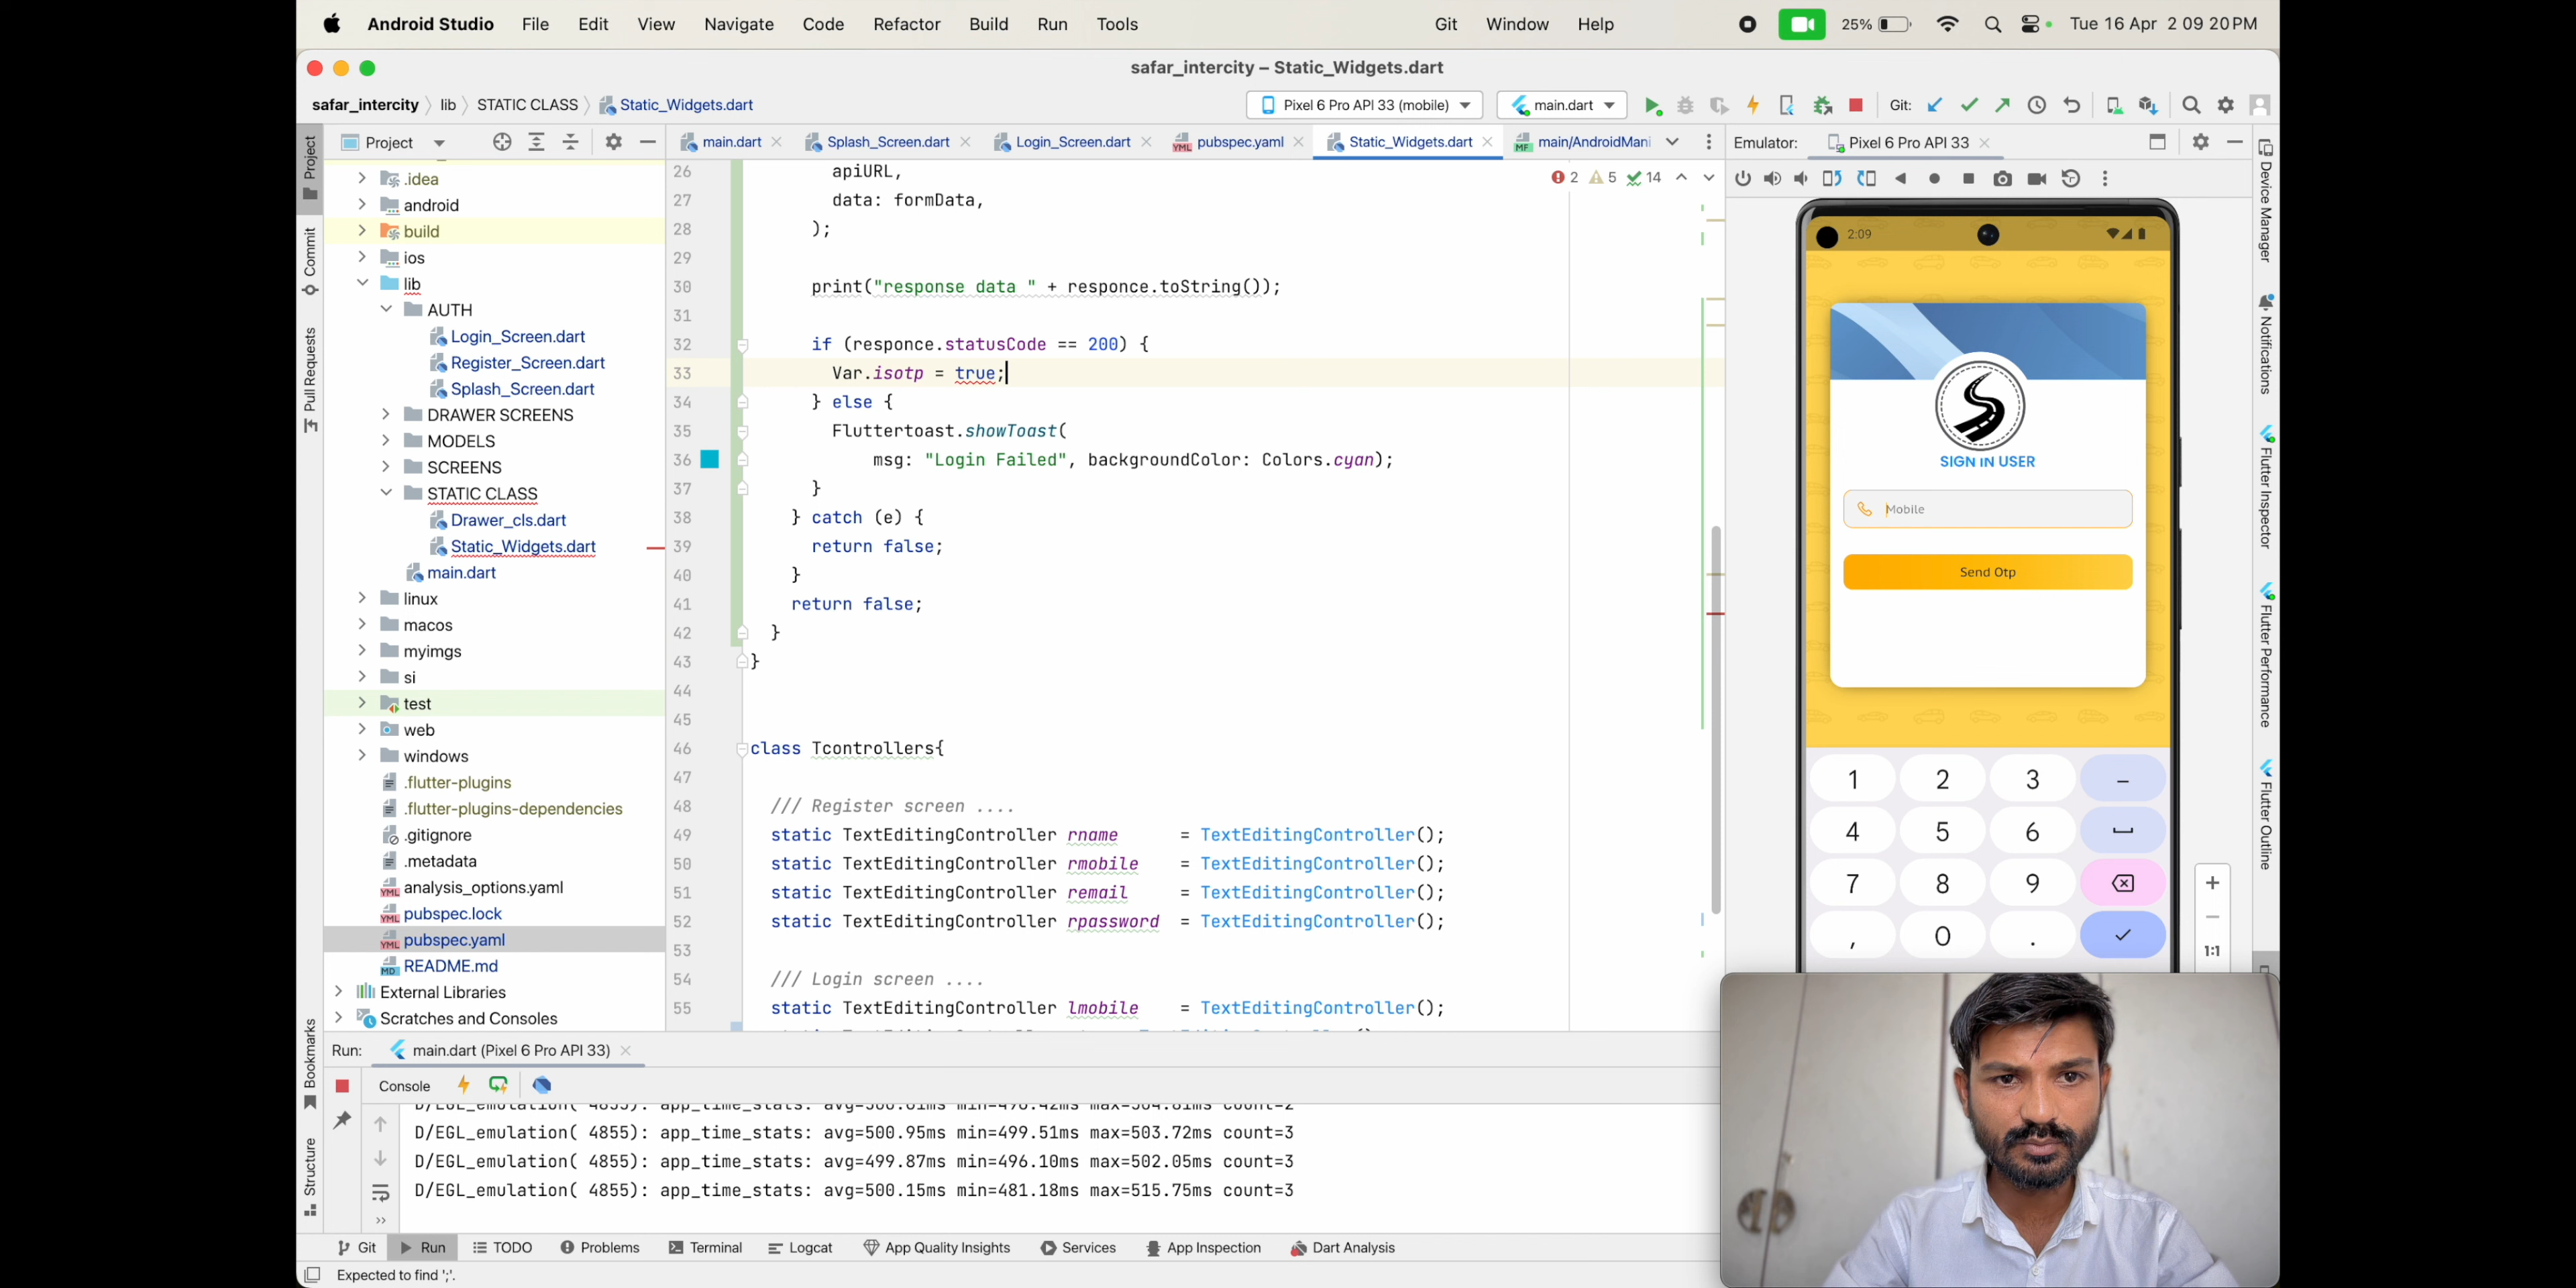 Android Studio File Edit View Navigate Code Refactor Build Run Tools Git Window Help 25% Tue 16 Apr 2 09 20 PM
safar_intercity – Static_Widgets.dart
safar_intercity lib STATIC CLASS Static_Widgets.dart Pixel 6 Pro API 33 (mobile) main.dart Git:
Project main.dart Splash_Screen.dart Login_Screen.dart pubspec.yaml Static_Widgets.dart main/AndroidMani Emulator: Pixel 6 Pro API 33
Project
Commit
Pull Requests
Bookmarks
Structure
.idea
android
build
ios
lib
AUTH
Login_Screen.dart
Register_Screen.dart
Splash_Screen.dart
DRAWER SCREENS
MODELS
SCREENS
STATIC CLASS
Drawer_cls.dart
Static_Widgets.dart
main.dart
linux
macos
myimgs
si
test
web
windows
.flutter-plugins
.flutter-plugins-dependencies
.gitignore
.metadata
analysis_options.yaml
pubspec.lock
pubspec.yaml
README.md
External Libraries
Scratches and Consoles
2 5 14
26 apiURL,
27 data: formData,
28 );
29
30 print("response data " + responce.toString());
31
32 if (responce.statusCode == 200) {
33 Var.isotp = true;
34 } else {
35 Fluttertoast.showToast(
36 msg: "Login Failed", backgroundColor: Colors.cyan);
37 }
38 } catch (e) {
39 return false;
40 }
41 return false;
42 }
43 }
44
45
46 class Tcontrollers{
47
48 /// Register screen ....
49 static TextEditingController rname = TextEditingController();
50 static TextEditingController rmobile = TextEditingController();
51 static TextEditingController remail = TextEditingController();
52 static TextEditingController rpassword = TextEditingController();
53
54 /// Login screen ....
55 static TextEditingController lmobile = TextEditingController();
2:09
SIGN IN USER
Mobile
Send Otp
1 2 3 –
4 5 6
7 8 9
, 0 .
1:1
Device Manager
Notifications
Flutter Inspector
Flutter Performance
Flutter Outline
Run: main.dart (Pixel 6 Pro API 33)
Console
D/EGL_emulation( 4855): app_time_stats: avg=500.95ms min=499.51ms max=503.72ms count=3
D/EGL_emulation( 4855): app_time_stats: avg=499.87ms min=496.10ms max=502.05ms count=3
D/EGL_emulation( 4855): app_time_stats: avg=500.15ms min=481.18ms max=515.75ms count=3
Git Run TODO Problems Terminal Logcat App Quality Insights Services App Inspection Dart Analysis
Expected to find ';'.